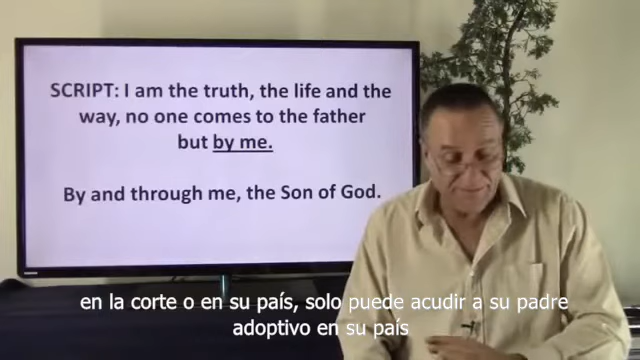 SCRIPT: I am the truth, the life and the
way, no one comes to the father
but by me.
By and through me, the Son of God.
en la corte o en su país, solo puede acudir a su padre
adoptivo en su país